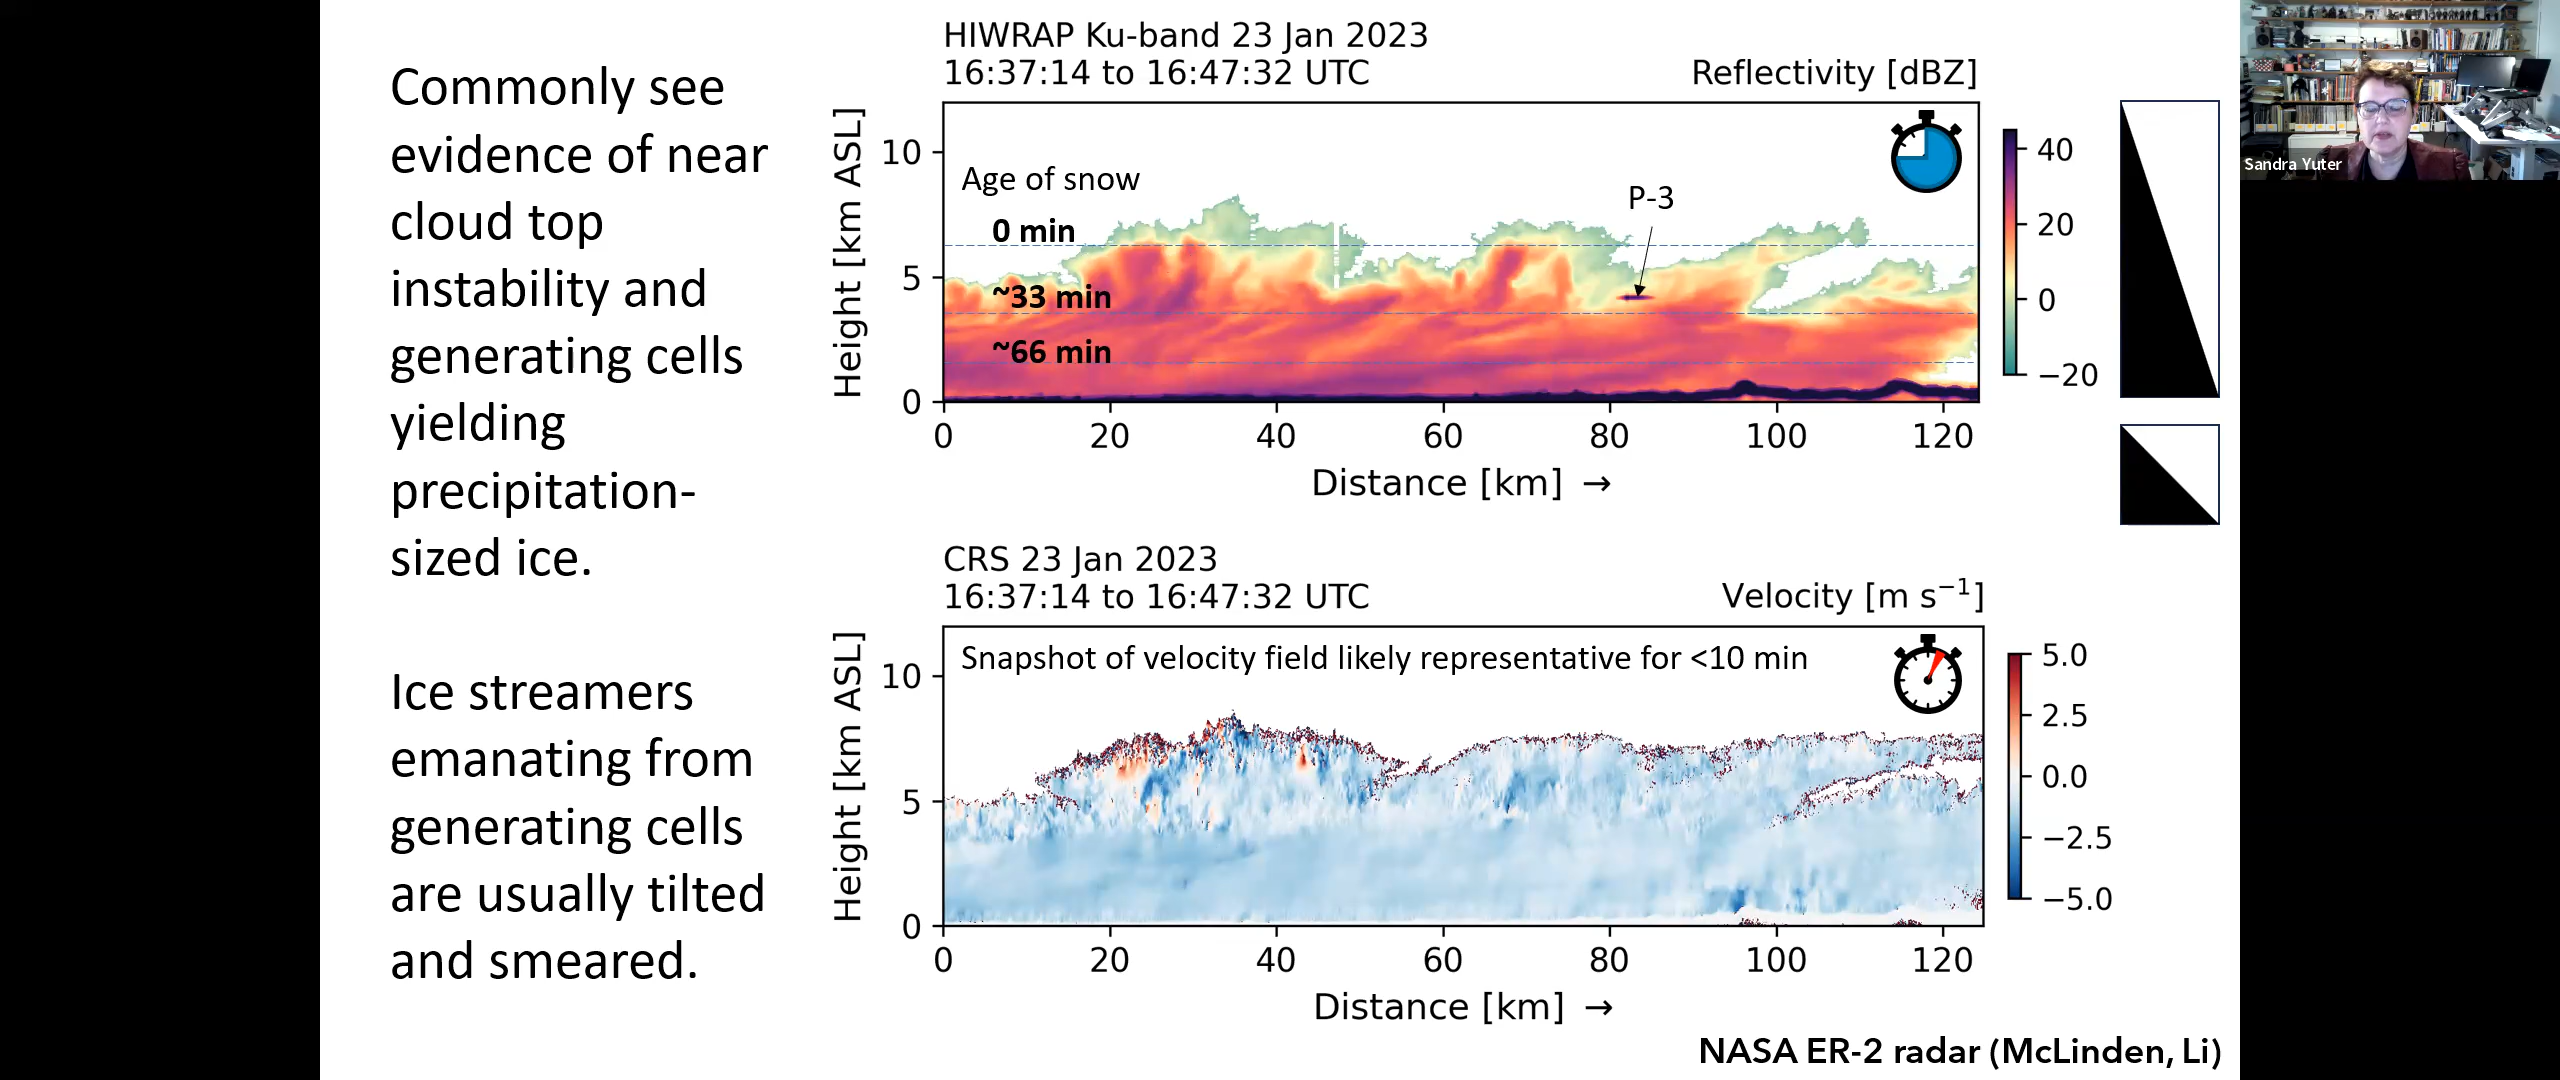 Commonly see
evidence of near
cloud top
instability and
generating cells
yielding
precipitation-
sized ice.
Ice streamers
emanating from
generating cells
are usually tilted
and smeared.
HIWRAP Ku-band 23 Jan 2023
16:37:14 to 16:47:32 UTC
Reflectivity [dBZ]
Height [km ASL]
10
5
0
Age of snow
0 min
~33 min
~66 min
P-3
40
20
0
−20
0 20 40 60 80 100 120
Distance [km] →
CRS 23 Jan 2023
16:37:14 to 16:47:32 UTC
Velocity [m s⁻¹]
Height [km ASL]
10
5
0
Snapshot of velocity field likely representative for <10 min
5.0
2.5
0.0
−2.5
−5.0
0 20 40 60 80 100 120
Distance [km] →
NASA ER-2 radar (McLinden, Li)
Sandra Yuter